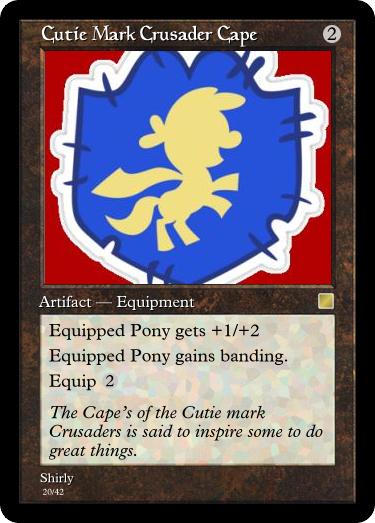 Cutie Mark Crusader Cape 2
Artifact — Equipment
Equipped Pony gets +1/+2
Equipped Pony gains banding.
Equip 2
The Cape's of the Cutie mark
Crusaders is said to inspire some to do
great things.
Shirly
20/42